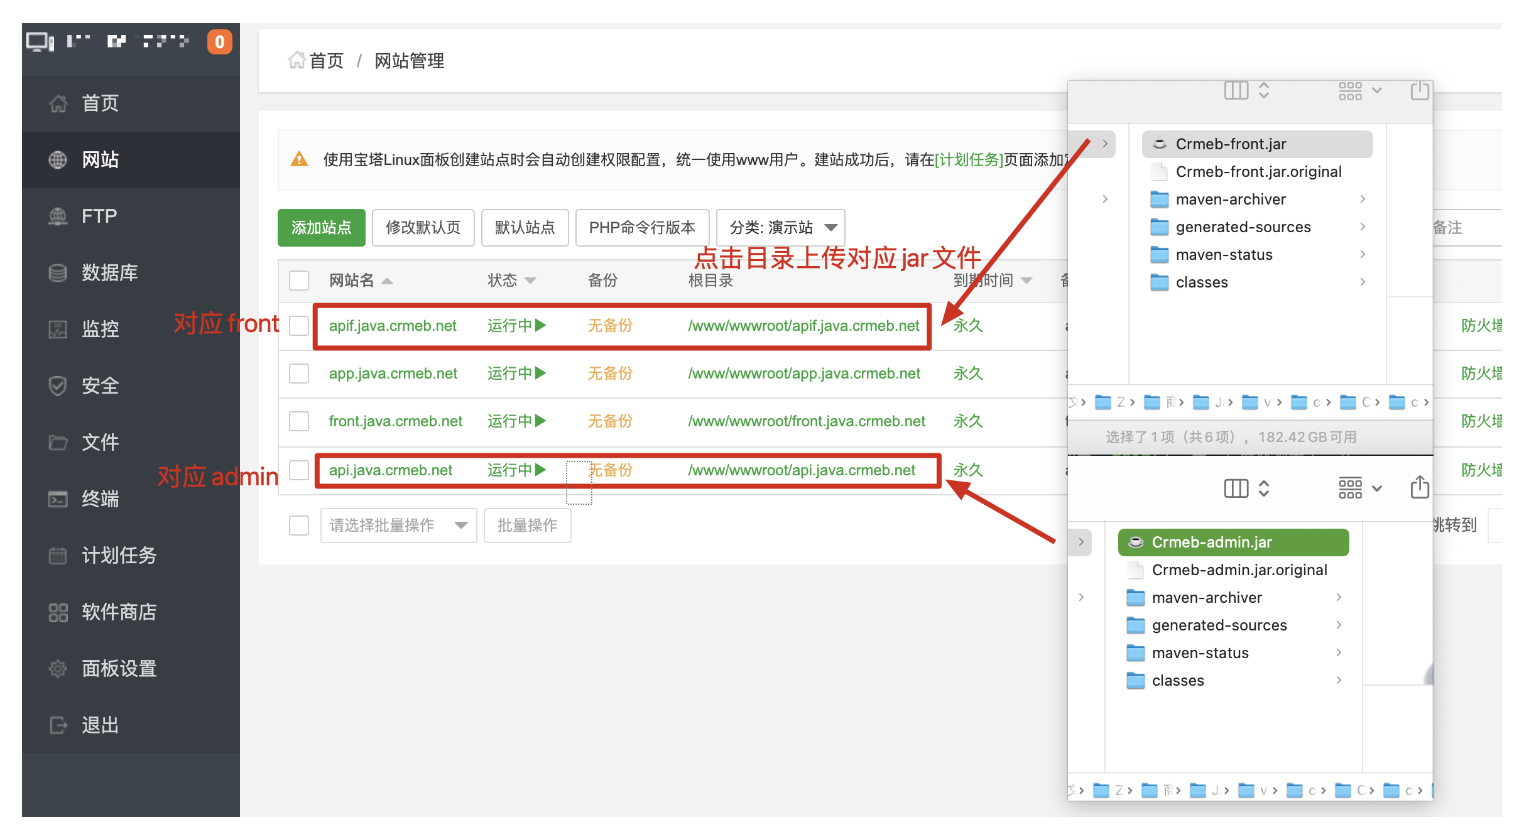 0
首页
网站
FTP
数据库
监控
安全
文件
终端
计划任务
软件商店
面板设置
退出
首页 / 网站管理
使用宝塔Linux面板创建站点时会自动创建权限配置，统一使用www用户。建站成功后，请在[计划任务]页面添加
添加站点 修改默认页 默认站点 PHP命令行版本 分类: 演示站 备注
点击目录上传对应jar文件
网站名 状态 备份 根目录 到期时间
对应front
apif.java.crmeb.net 运行中 无备份 /www/wwwroot/apif.java.crmeb.net 永久 防火墙
app.java.crmeb.net 运行中 无备份 /www/wwwroot/app.java.crmeb.net 永久 防火墙
front.java.crmeb.net 运行中 无备份 /www/wwwroot/front.java.crmeb.net 永久 防火墙
对应admin
api.java.crmeb.net 运行中 无备份 /www/wwwroot/api.java.crmeb.net 永久 防火墙
请选择批量操作 批量操作 跳转到
Crmeb-front.jar
Crmeb-front.jar.original
maven-archiver
generated-sources
maven-status
classes
Z 商 J v c C c
选择了1项（共6项），182.42 GB可用
Crmeb-admin.jar
Crmeb-admin.jar.original
maven-archiver
generated-sources
maven-status
classes
Z 商 J v c C c